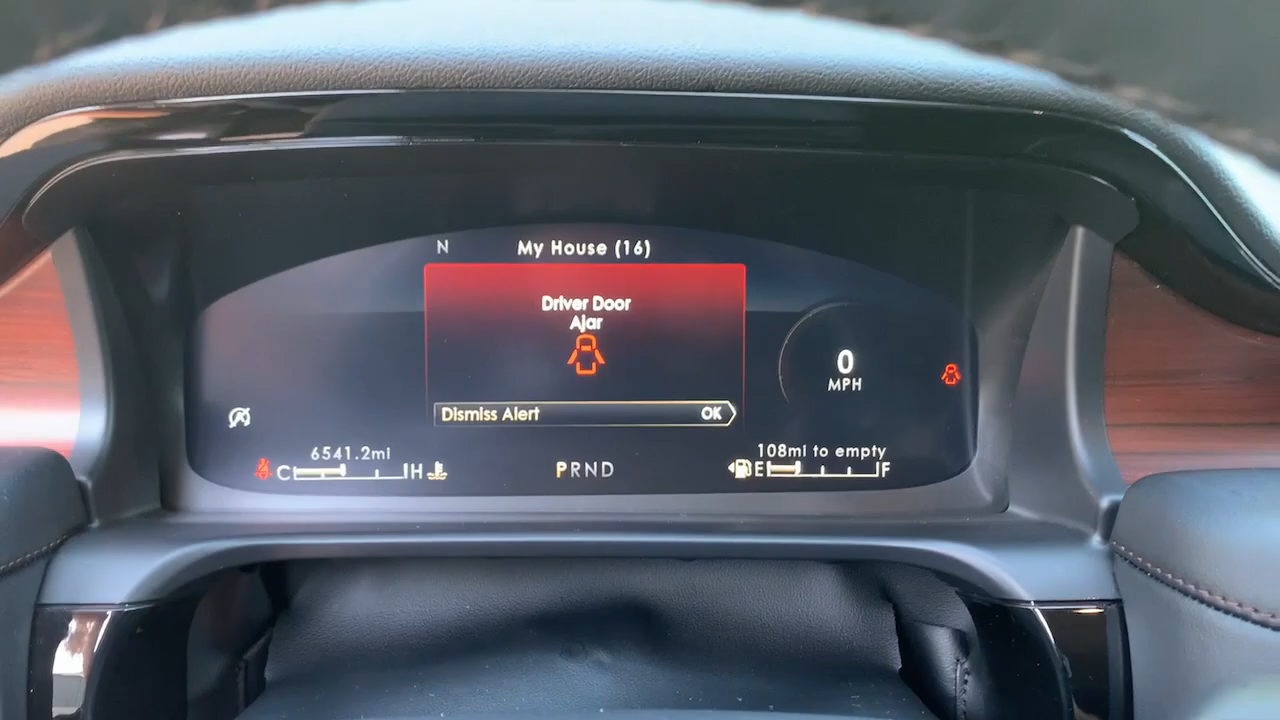 N My House (16)
Driver Door
Ajar
Dismiss Alert OK
0
MPH
6541.2mi
108mi to empty
C H
PRND
E F